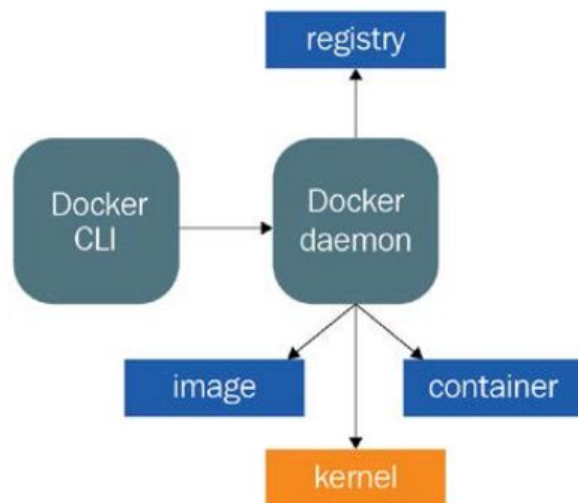 registry
Docker
CLI
Docker
daemon
image
container
kernel